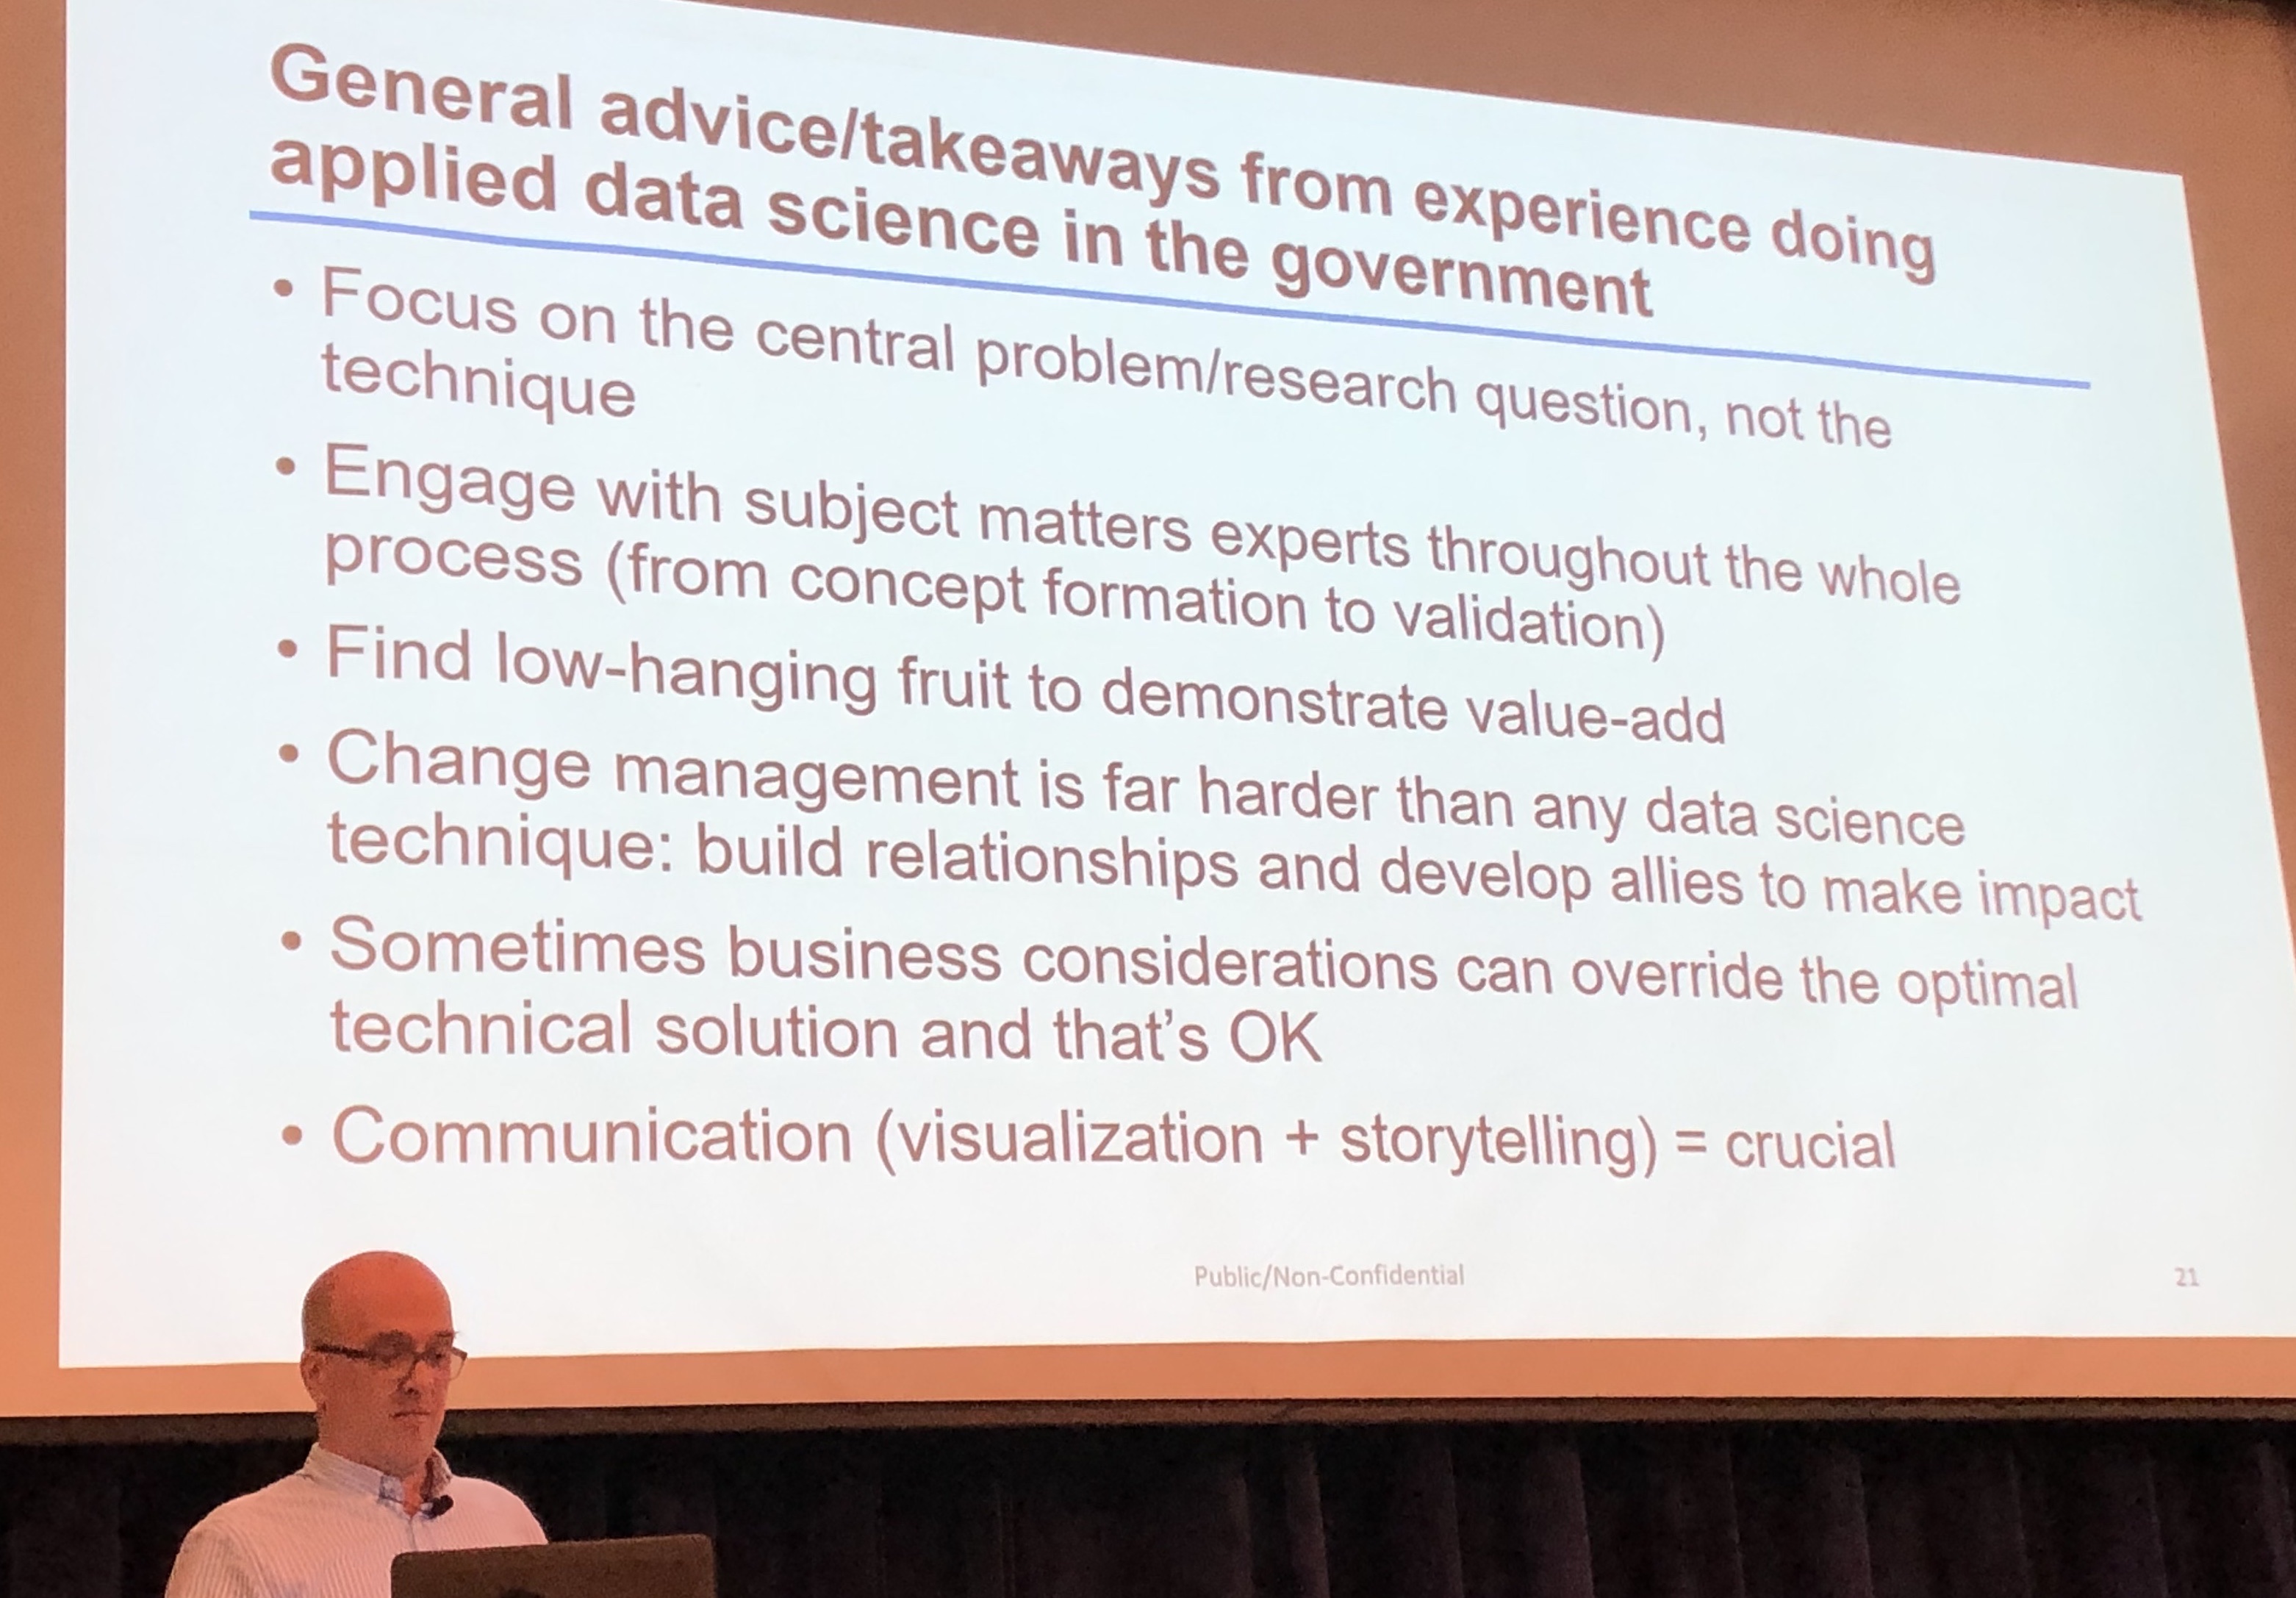 General advice/takeaways from experience doing
applied data science in the government
• Focus on the central problem/research question, not the
technique
• Engage with subject matters experts throughout the whole
process (from concept formation to validation)
• Find low-hanging fruit to demonstrate value-add
• Change management is far harder than any data science
technique: build relationships and develop allies to make impact
• Sometimes business considerations can override the optimal
technical solution and that’s OK
• Communication (visualization + storytelling) = crucial
Public/Non-Confidential
21